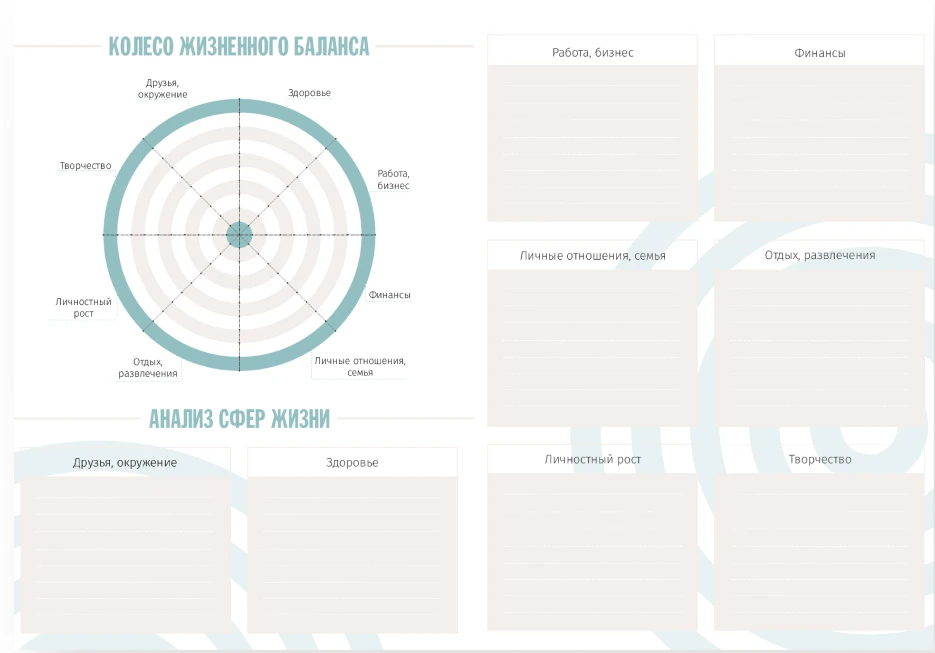 КОЛЕСО ЖИЗНЕННОГО БАЛАНСА
Друзья,
окружение
Здоровье
Творчество
Работа,
бизнес
Личностный
рост
Финансы
Отдых,
развлечения
Личные отношения,
семья
АНАЛИЗ СФЕР ЖИЗНИ
Друзья, окружение
Здоровье
Работа, бизнес
Финансы
Личные отношения, семья
Отдых, развлечения
Личностный рост
Творчество